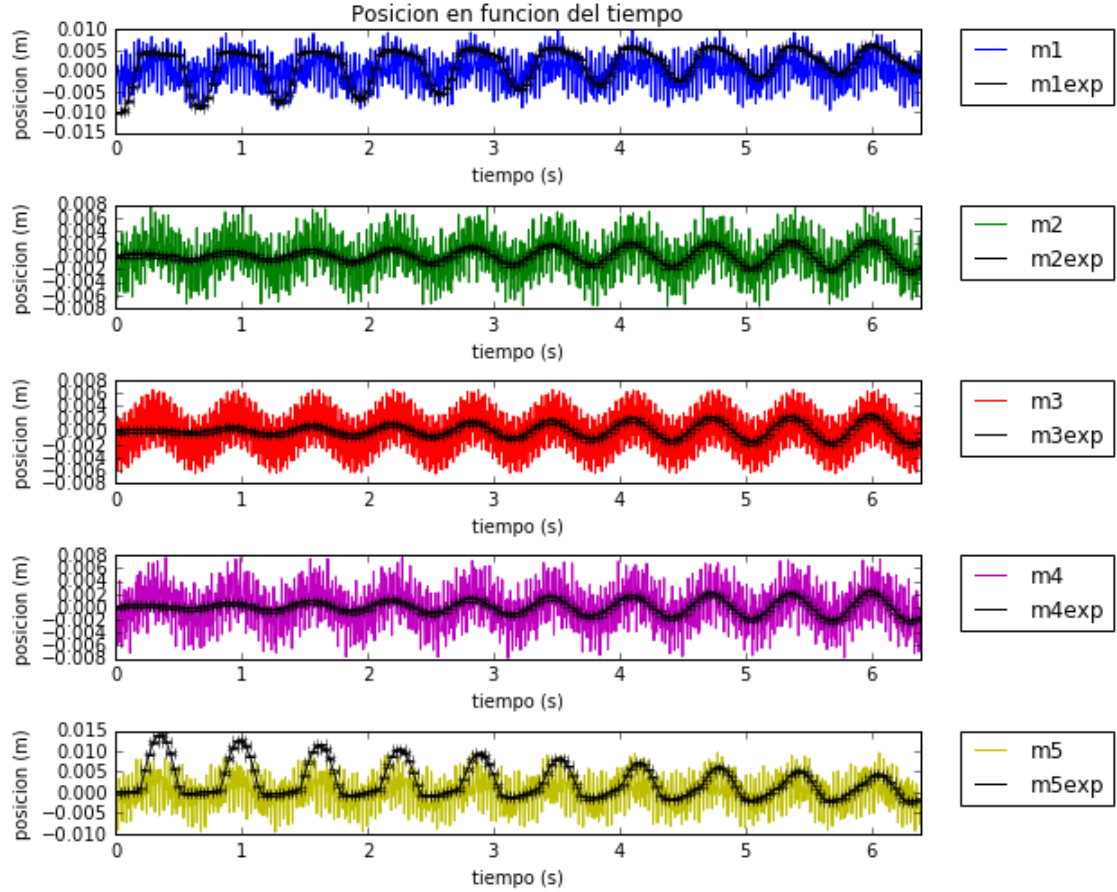 Posicion en funcion del tiempo
posicion (m)
0.010
0.005
0.000
−0.005
−0.010
−0.015
0 1 2 3 4 5 6
tiempo (s)
m1
m1exp
posicion (m)
0.008
0.006
0.004
0.002
0.000
−0.002
−0.004
−0.006
−0.008
0 1 2 3 4 5 6
tiempo (s)
m2
m2exp
posicion (m)
0.008
0.006
0.004
0.002
0.000
−0.002
−0.004
−0.006
−0.008
0 1 2 3 4 5 6
tiempo (s)
m3
m3exp
posicion (m)
0.008
0.006
0.004
0.002
0.000
−0.002
−0.004
−0.006
−0.008
0 1 2 3 4 5 6
tiempo (s)
m4
m4exp
posicion (m)
0.015
0.010
0.005
0.000
−0.005
−0.010
0 1 2 3 4 5 6
tiempo (s)
m5
m5exp